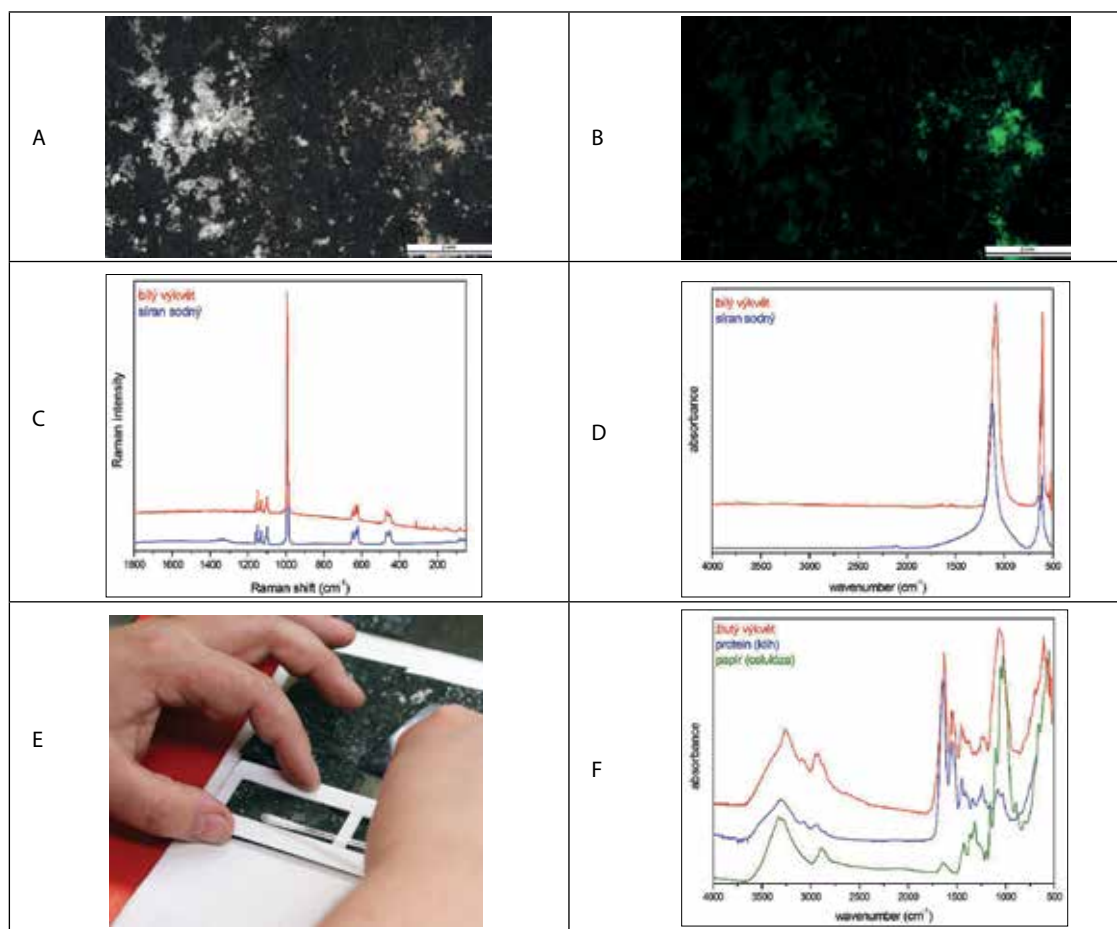 A
B
C
bílý výkvět
síran sodný
Raman intensity
1800 1600 1400 1200 1000 800 600 400 200
Raman shift (cm⁻¹)
D
bílý výkvět
síran sodný
absorbance
4000 3500 3000 2500 2000 1500 1000 500
wavenumber (cm⁻¹)
E
F
žlutý výkvět
protein (klih)
papír (celulóza)
absorbance
4000 3500 3000 2500 2000 1500 1000 500
wavenumber (cm⁻¹)